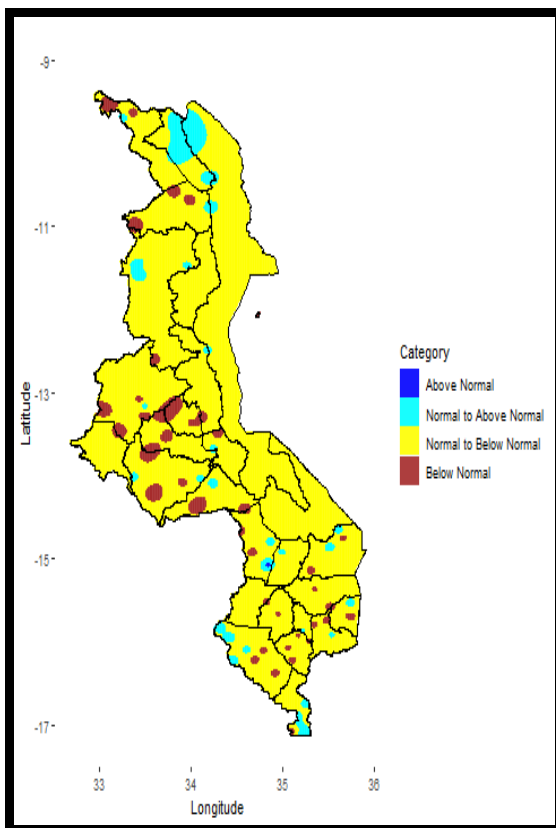 -9
-11
-13
-15
-17
Latitude
33 34 35 36
Longitude
Category
Above Normal
Normal to Above Normal
Normal to Below Normal
Below Normal